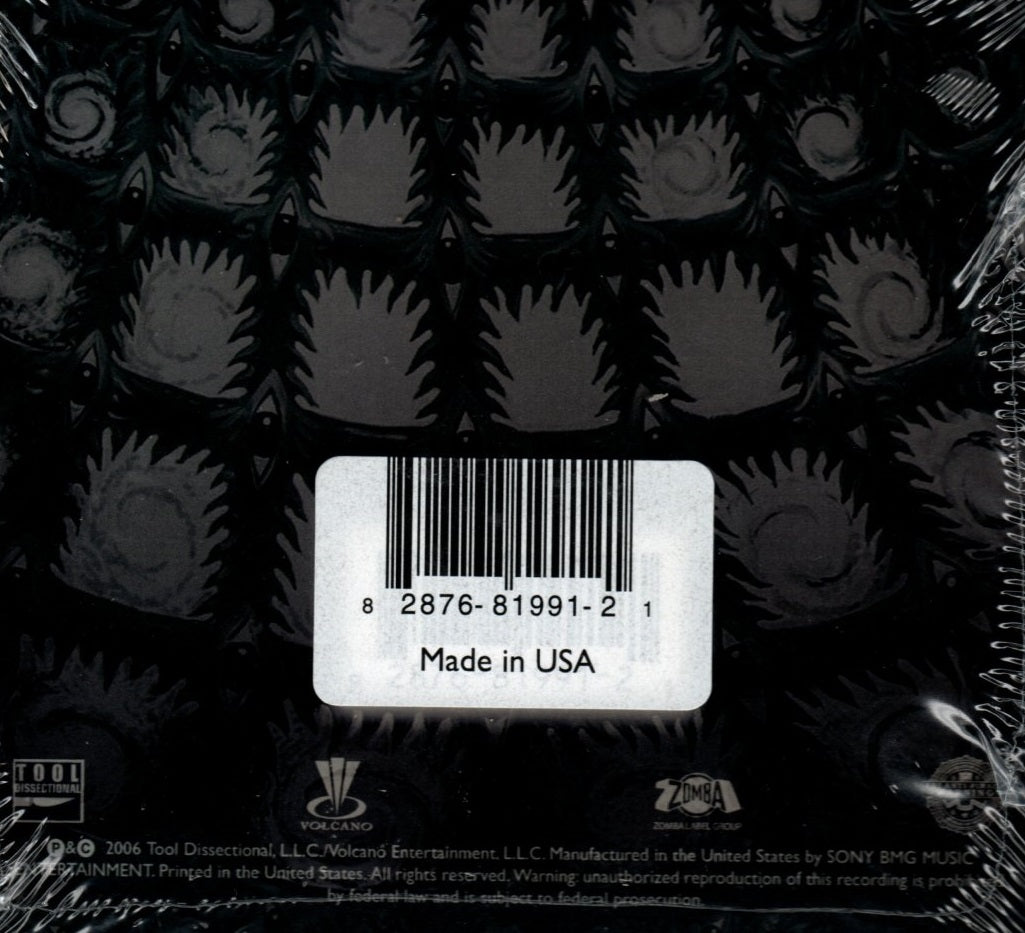 8 2876-81991-2 1
Made in USA
TOOL
DISSECTIONAL
VOLCANO
ZOMBA
ZOMBA LABEL GROUP
℗&© 2006 Tool Dissectional, L.L.C./Volcano Entertainment, L.L.C. Manufactured in the United States by SONY BMG MUSIC
ENTERTAINMENT. Printed in the United States. All rights reserved. Warning: unauthorized reproduction of this recording is
by federal law and is subject to federal prosecution.